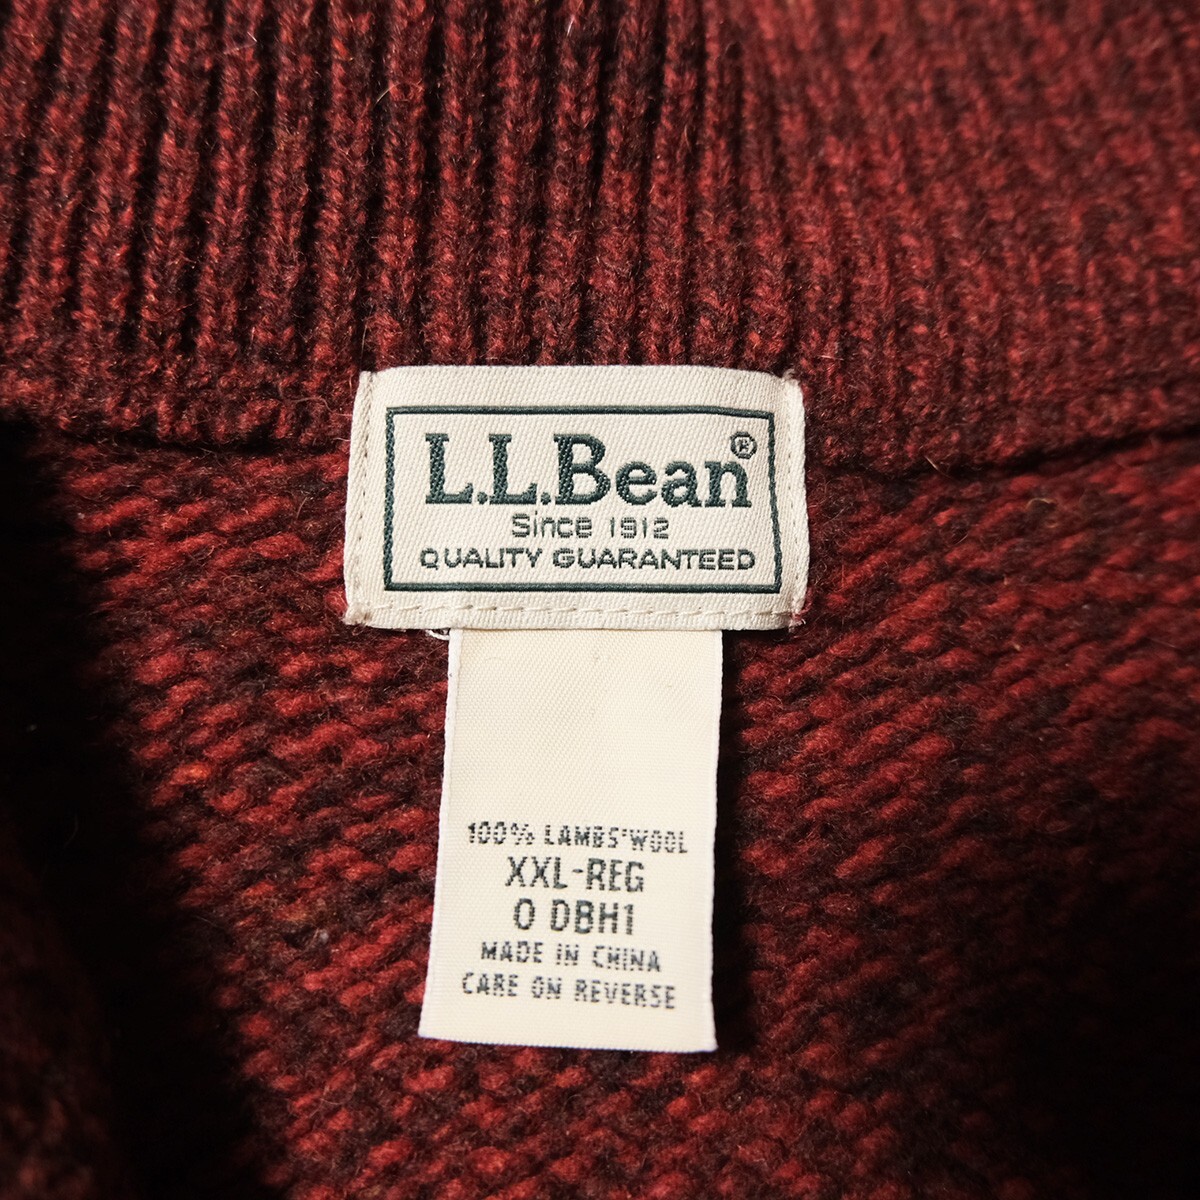 L.L.Bean®
Since 1912
QUALITY GUARANTEED
100% LAMBS'WOOL
XXL-REG
0 DBH1
MADE IN CHINA
CARE ON REVERSE